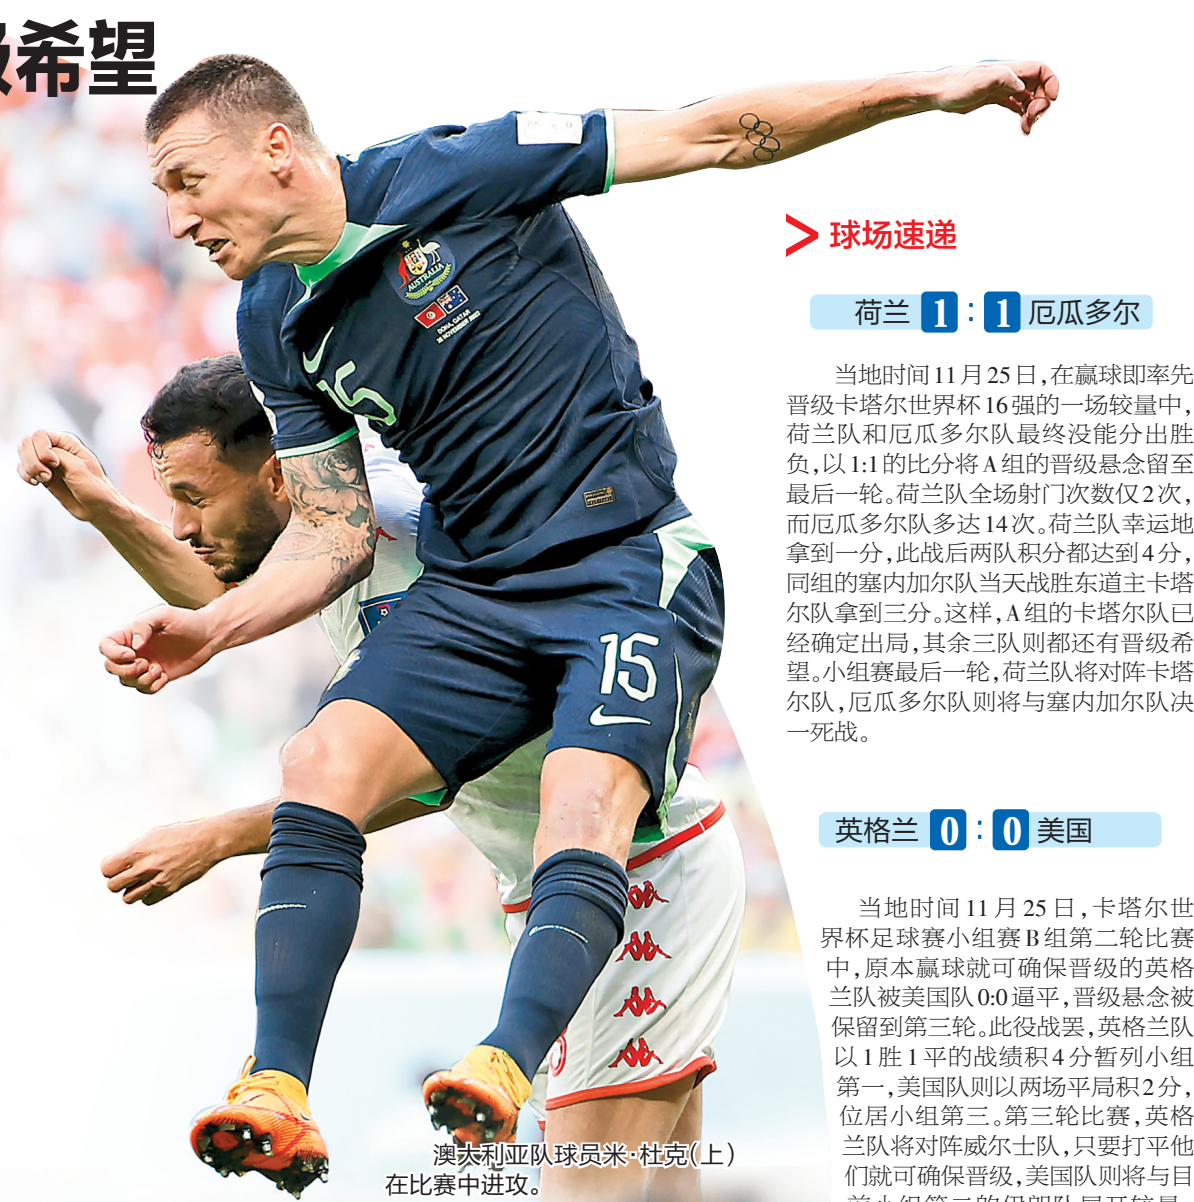 希望
AUSTRALIA
DOHA, QATAR
26 NOVEMBER 2022
15
15
澳大利亚队球员米·杜克(上)
在比赛中进攻。
球场速递
荷兰 1:1 厄瓜多尔
当地时间11月25日,在赢球即率先
晋级卡塔尔世界杯16强的一场较量中,
荷兰队和厄瓜多尔队最终没能分出胜
负,以1:1的比分将A组的晋级悬念留至
最后一轮。荷兰队全场射门次数仅2次,
而厄瓜多尔队多达14次。荷兰队幸运地
拿到一分,此战后两队积分都达到4分,
同组的塞内加尔队当天战胜东道主卡塔
尔队拿到三分。这样,A组的卡塔尔队已
经确定出局,其余三队则都还有晋级希
望。小组赛最后一轮,荷兰队将对阵卡塔
尔队,厄瓜多尔队则将与塞内加尔队决
一死战。
英格兰 0:0 美国
当地时间11月25日,卡塔尔世
界杯足球赛小组赛B组第二轮比赛
中,原本赢球就可确保晋级的英格
兰队被美国队0:0逼平,晋级悬念被
保留到第三轮。此役战罢,英格兰队
以1胜1平的战绩积4分暂列小组
第一,美国队则以两场平局积2分,
位居小组第三。第三轮比赛,英格
兰队将对阵威尔士队,只要打平他
们就可确保晋级,美国队则将与目